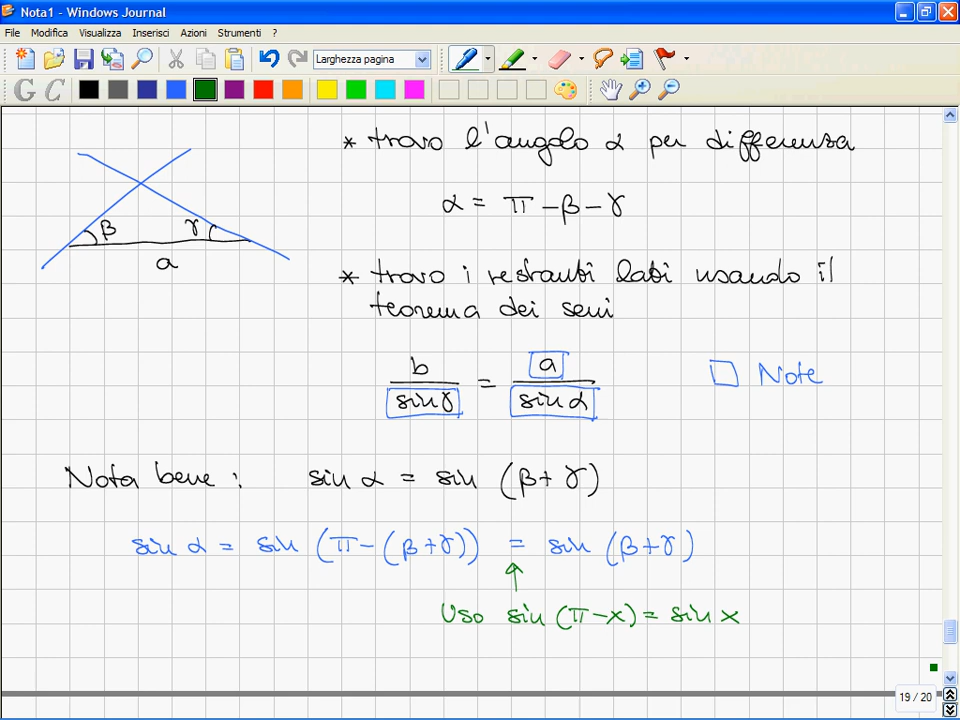 Nota1 - Windows Journal
File Modifica Visualizza Inserisci Azioni Strumenti ?
Larghezza pagina
G C
* trovo l'angolo α per differenza
α = π - β - γ
β γ
a
* trovo i restanti lati usando il
teorema dei seni
b / sin γ = a / sin α
□ Note
Nota bene : sin α = sin (β + γ)
sin α = sin (π - (β + γ)) = sin (β + γ)
↑
Uso sin (π - x) = sin x
19 / 20